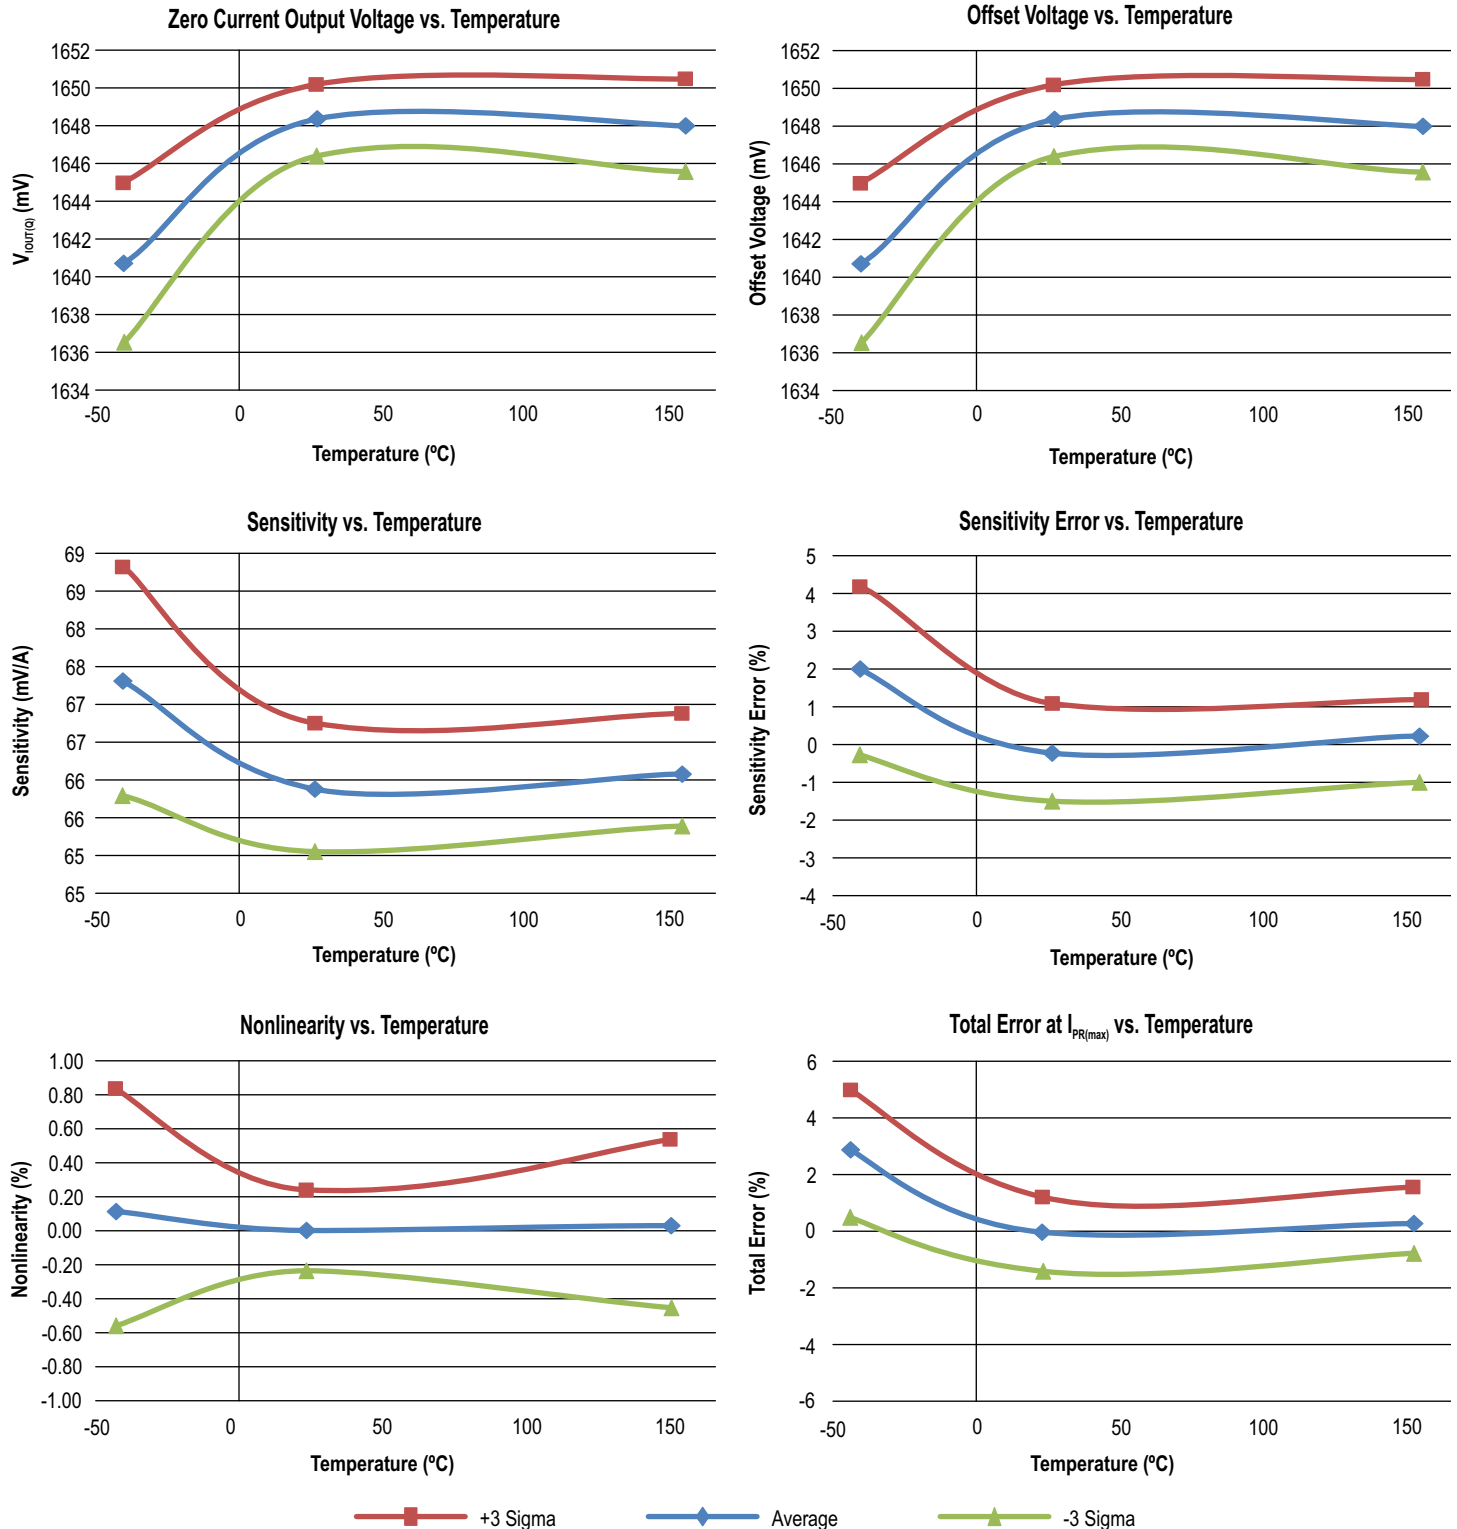 Zero Current Output Voltage vs. Temperature
1652
1650
1648
1646
1644
1642
1640
1638
1636
1634
VIOUT(Q) (mV)
-50 0 50 100 150
Temperature (ºC)
Offset Voltage vs. Temperature
1652
1650
1648
1646
1644
1642
1640
1638
1636
1634
Offset Voltage (mV)
-50 0 50 100 150
Temperature (ºC)
Sensitivity vs. Temperature
69
69
68
68
67
67
66
66
65
65
Sensitivity (mV/A)
-50 0 50 100 150
Temperature (ºC)
Sensitivity Error vs. Temperature
5
4
3
2
1
0
-1
-2
-3
-4
Sensitivity Error (%)
-50 0 50 100 150
Temperature (ºC)
Nonlinearity vs. Temperature
1.00
0.80
0.60
0.40
0.20
0.00
-0.20
-0.40
-0.60
-0.80
-1.00
Nonlinearity (%)
-50 0 50 100 150
Temperature (ºC)
Total Error at IPR(max) vs. Temperature
6
4
2
0
-2
-4
-6
Total Error (%)
-50 0 50 100 150
Temperature (ºC)
+3 Sigma Average -3 Sigma